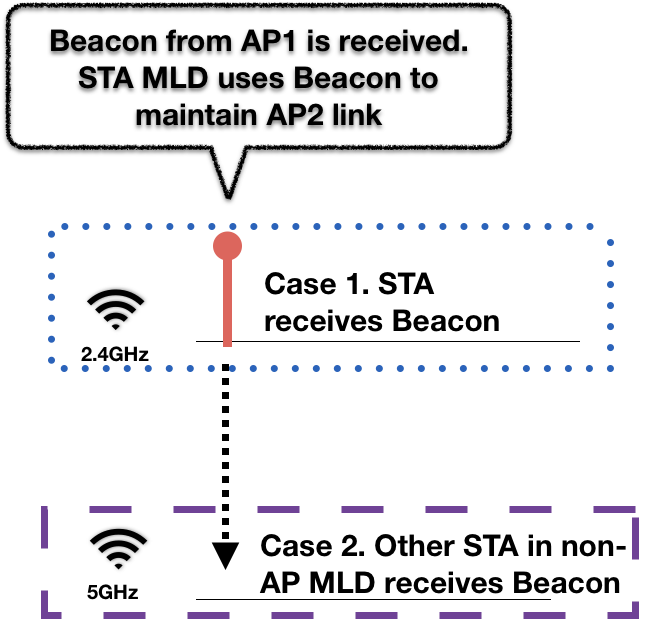 Beacon from AP1 is received.
STA MLD uses Beacon to
maintain AP2 link
Case 1. STA
receives Beacon
2.4GHz
Case 2. Other STA in non-
AP MLD receives Beacon
5GHz